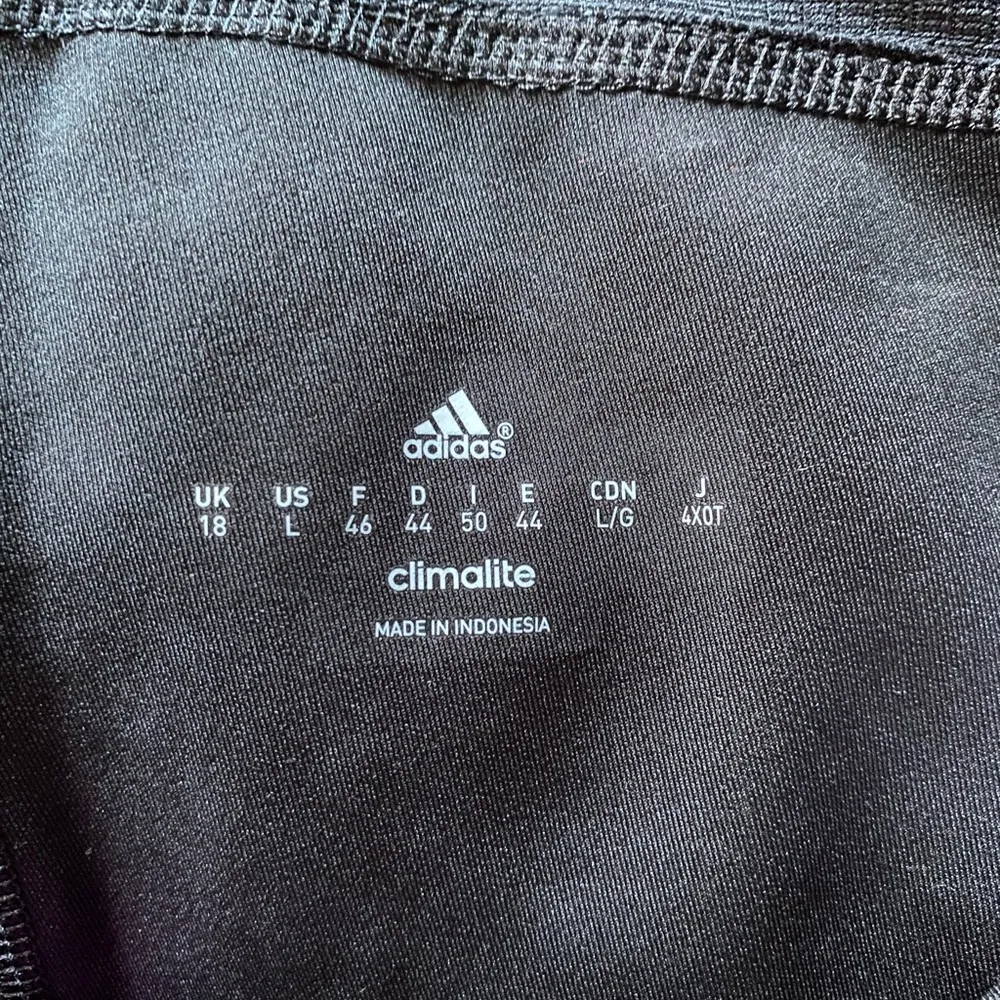 adidas®
UK US F D I E CDN J
18 L 46 44 50 44 L/G 4XOT
climalite
MADE IN INDONESIA